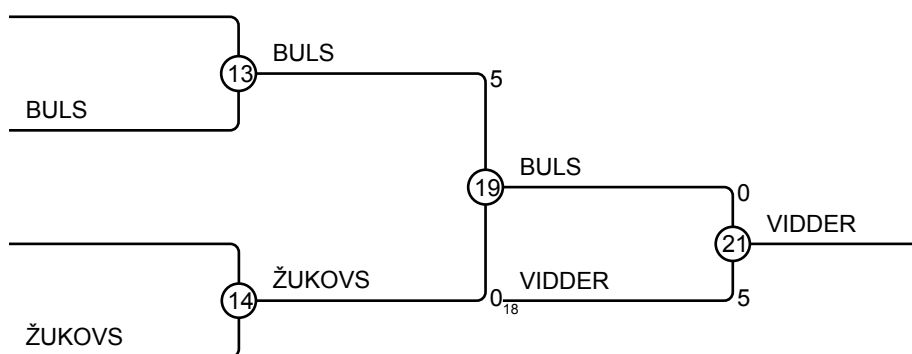 BULS
13
5
BULS
BULS
19
0
VIDDER
21
ŽUKOVS
0
18
VIDDER
5
14
ŽUKOVS